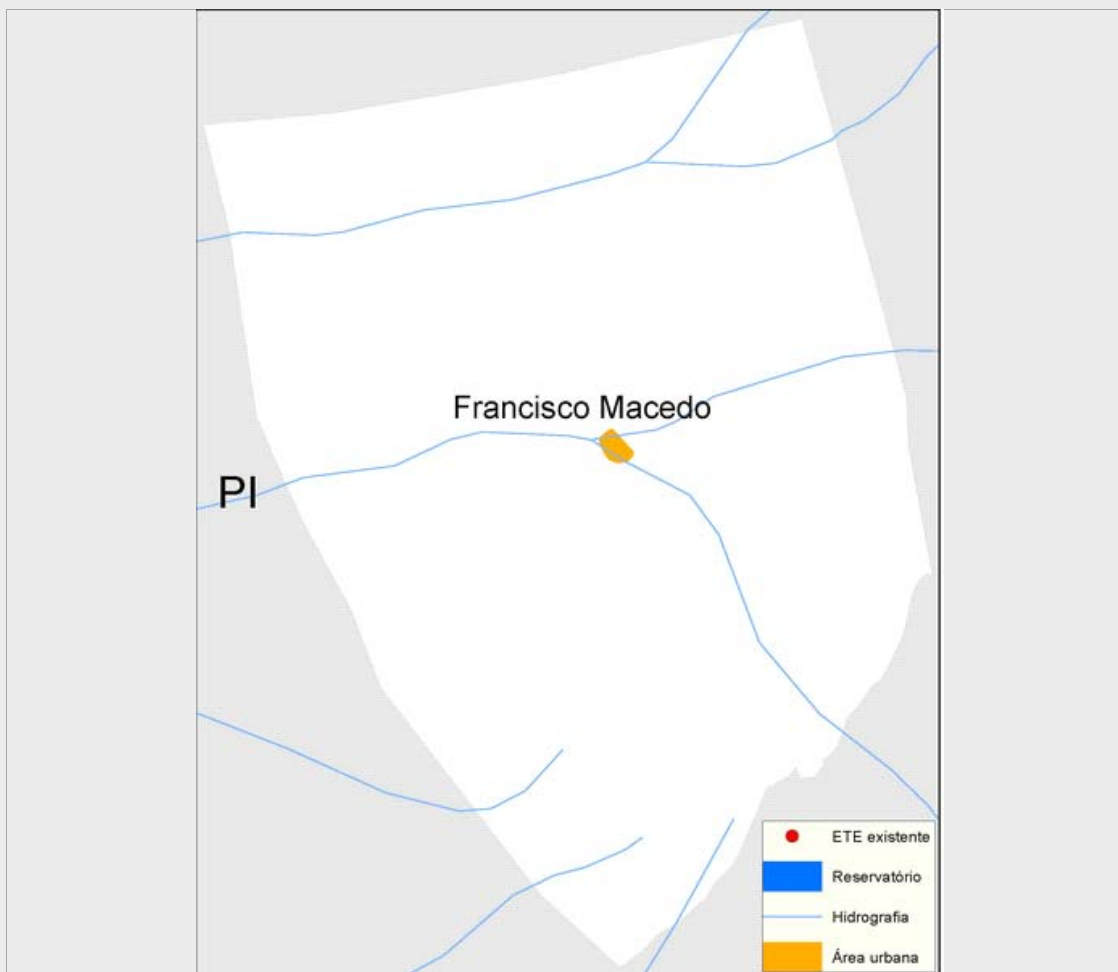 Francisco Macedo
PI
ETE existente
Reservatório
Hidrografia
Área urbana